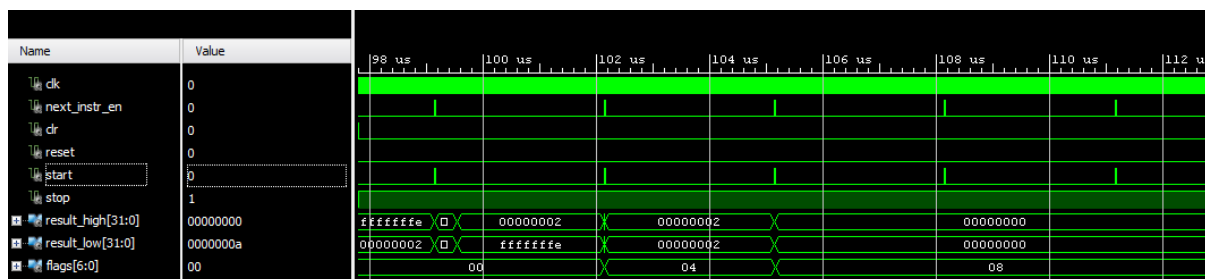 Name Value
98 us 100 us 102 us 104 us 106 us 108 us 110 us 112 u
clk 0
next_instr_en 0
clr 0
reset 0
start 0
stop 1
result_high[31:0] 00000000 fffffffe 00000002 00000002 00000000
result_low[31:0] 0000000a 00000002 fffffffe 00000002 00000000
flags[6:0] 00 00 04 08